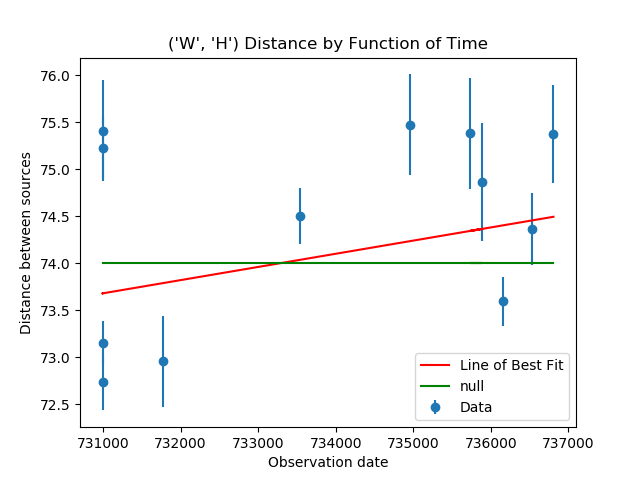 ('W', 'H') Distance by Function of Time
Distance between sources
76.0
75.5
75.0
74.5
74.0
73.5
73.0
72.5
Line of Best Fit
null
Data
731000 732000 733000 734000 735000 736000 737000
Observation date